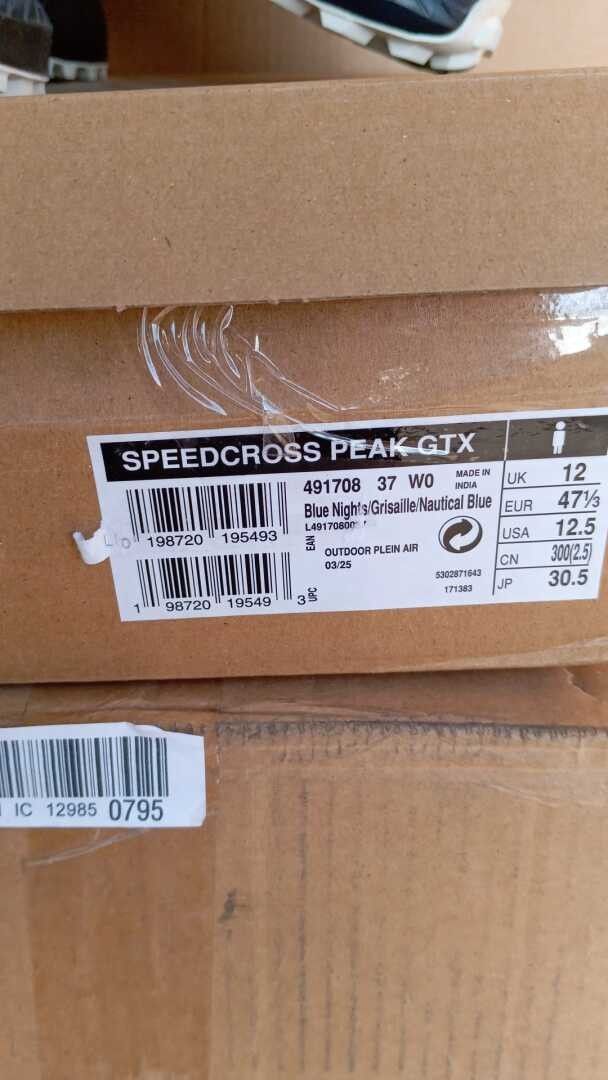 SPEEDCROSS PEAK GTX
491708 37 W0 MADE IN INDIA
Blue Nights/Grisaille/Nautical Blue
198720 195493
EAN
OUTDOOR PLEIN AIR
03/25
5302871643
171383
1 98720 19549 3 UPC
UK 12
EUR 47⅓
USA 12.5
CN 300(2.5)
JP 30.5
IC 12985 0795